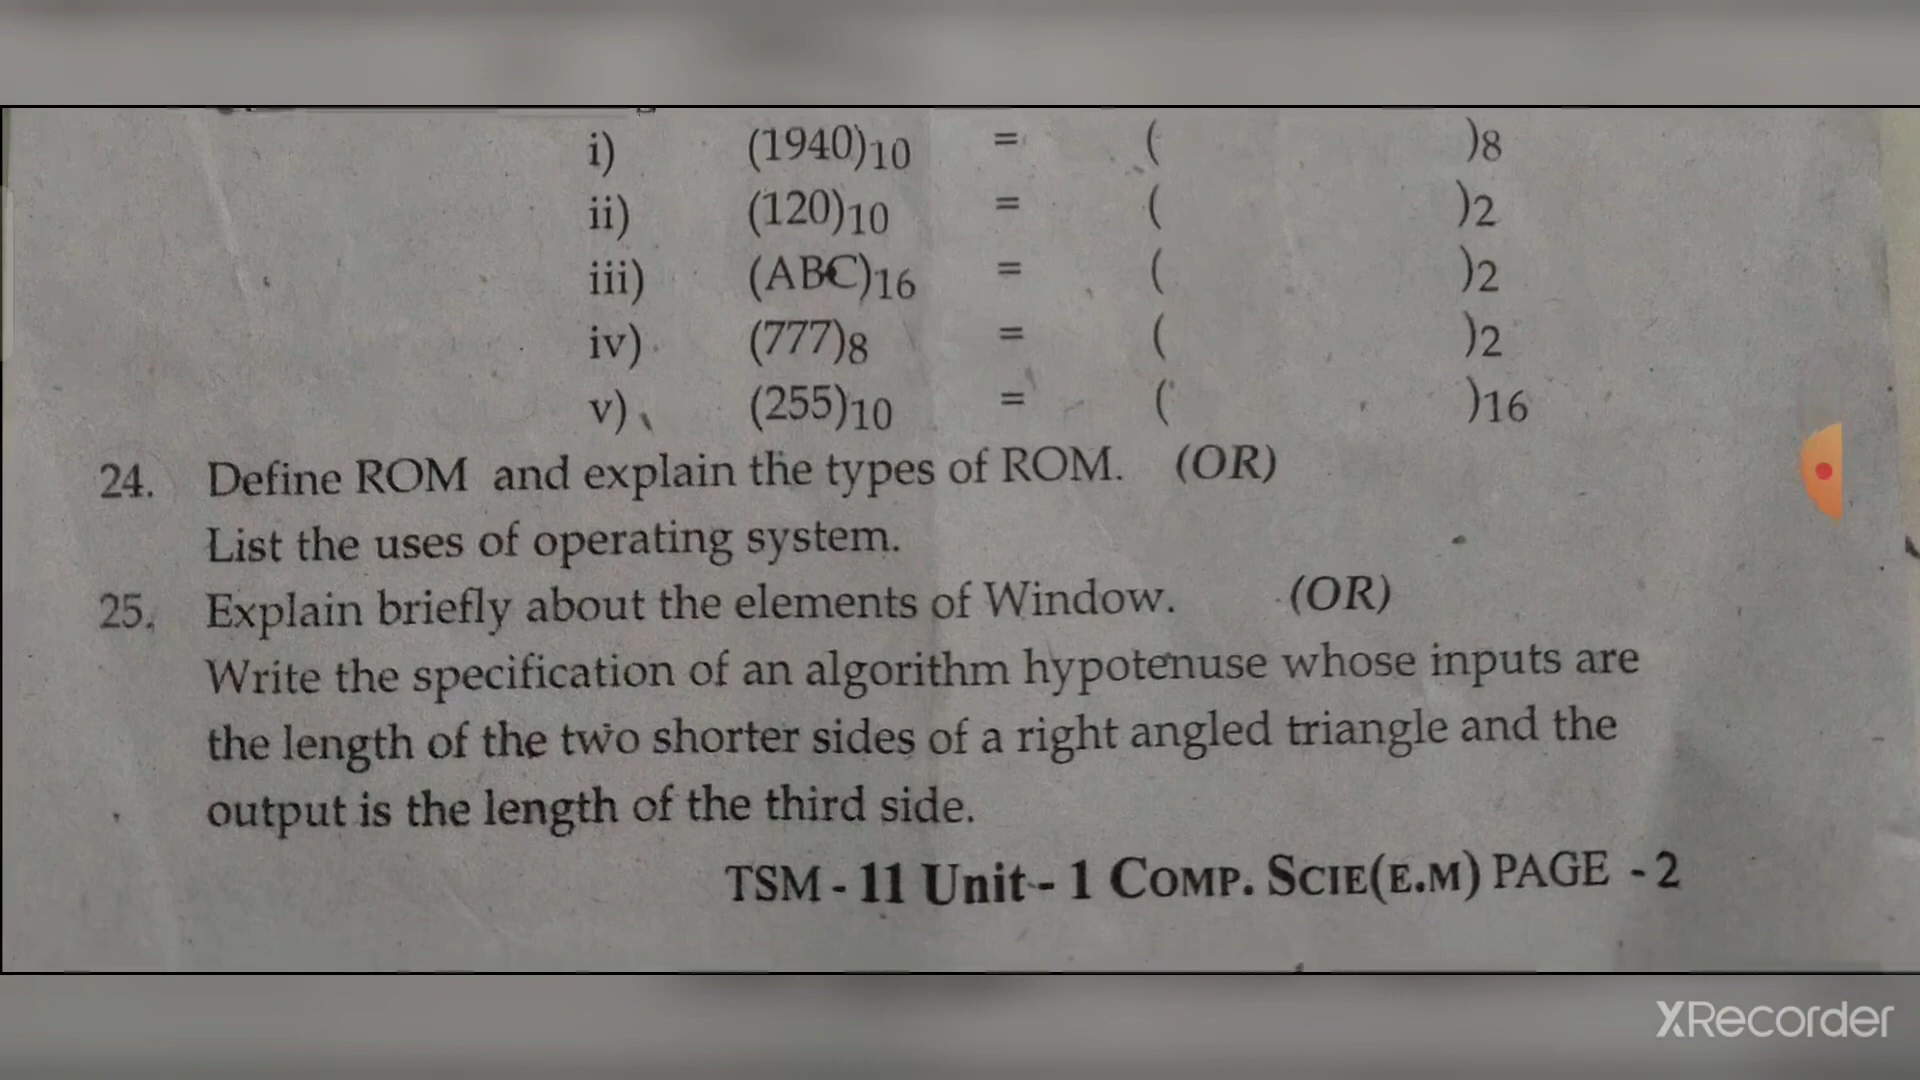 i) (1940)10 = ( )8
ii) (120)10 = ( )2
iii) (ABC)16 = ( )2
iv) (777)8 = ( )2
v) (255)10 = ( )16
24. Define ROM and explain the types of ROM. (OR)
List the uses of operating system.
25. Explain briefly about the elements of Window. (OR)
Write the specification of an algorithm hypotenuse whose inputs are
the length of the two shorter sides of a right angled triangle and the
output is the length of the third side.
TSM - 11 Unit - 1 COMP. SCIE(E.M) PAGE - 2
XRecorder